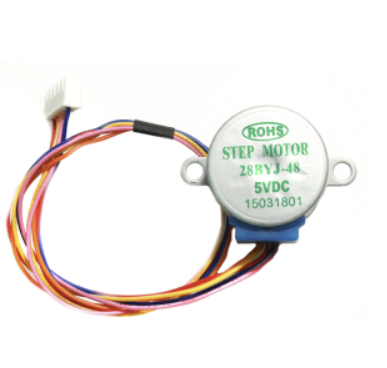 ROHS
STEP MOTOR
28BYJ-48
5VDC
15031801